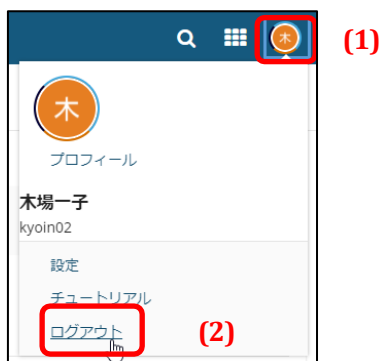 木
(1)
木
プロフィール
木場一子
kyoin02
設定
チュートリアル
ログアウト
(2)